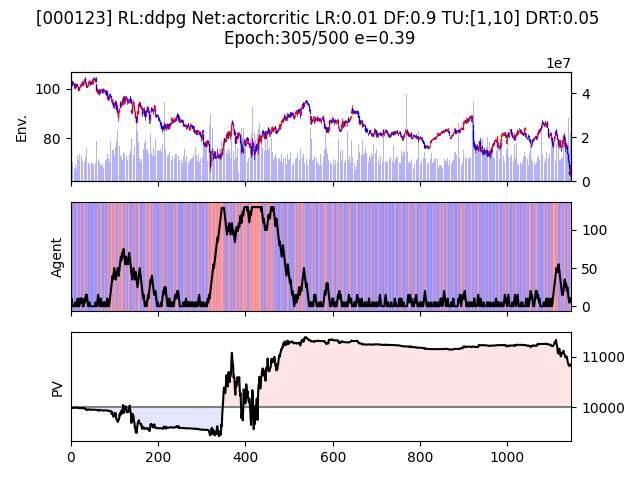 [000123] RL:ddpg Net:actorcritic LR:0.01 DF:0.9 TU:[1,10] DRT:0.05
Epoch:305/500 e=0.39
1e7
Env.
100
80
4
2
0
Agent
100
50
0
PV
11000
10000
0 200 400 600 800 1000